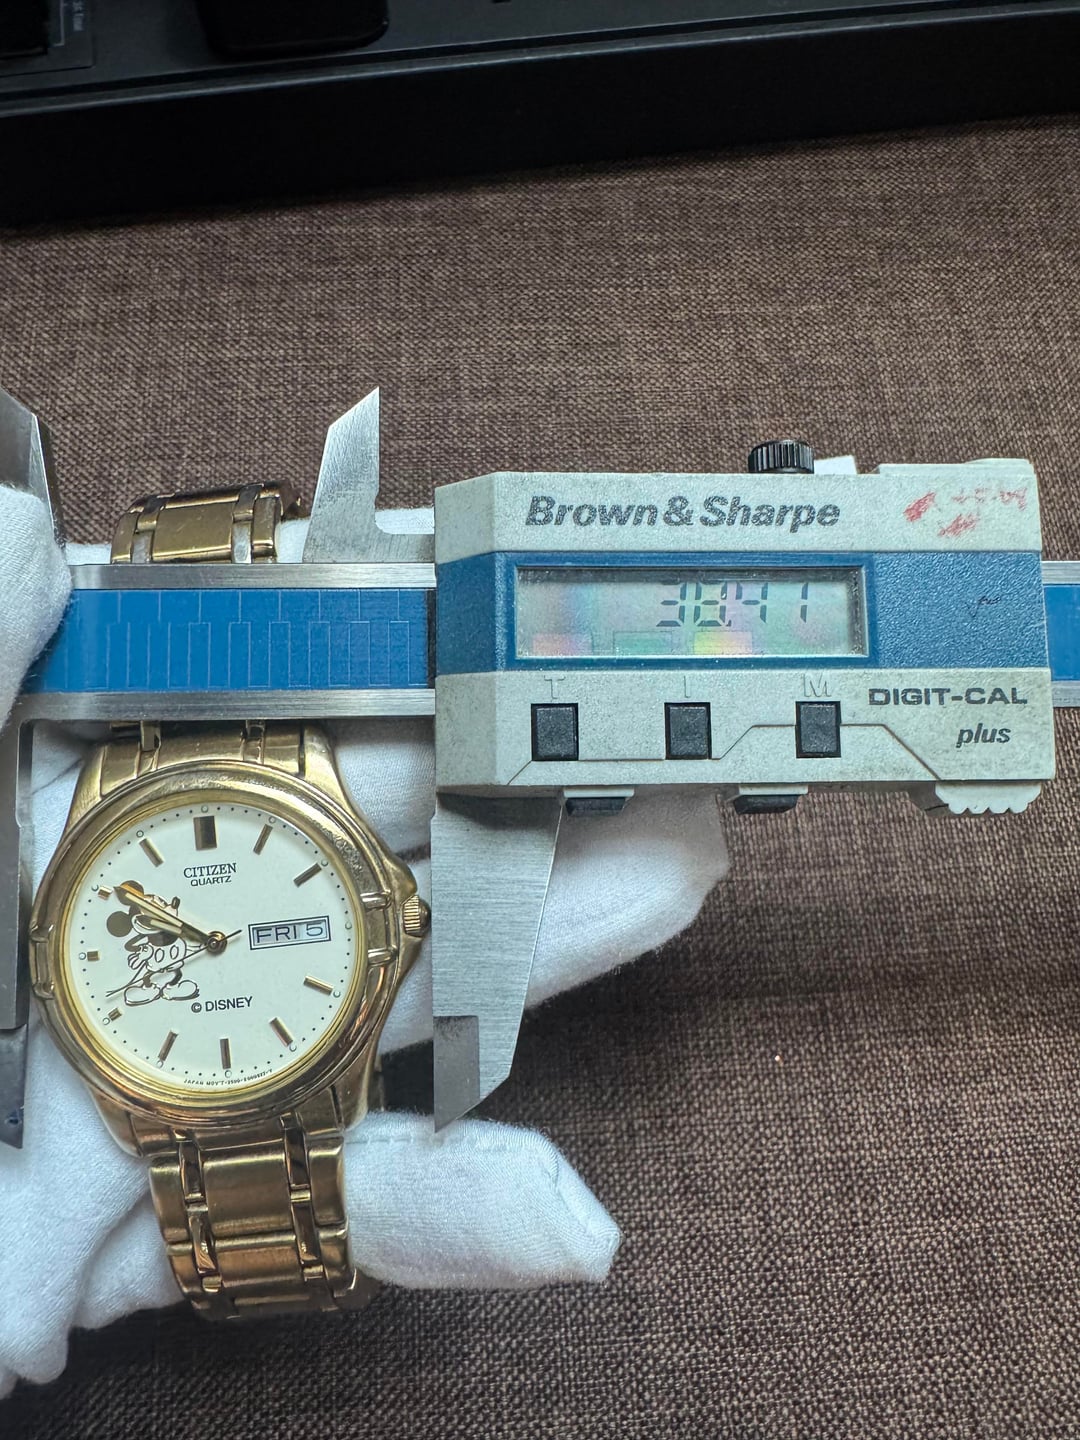 Brown & Sharpe
38.41
T I M
DIGIT-CAL
plus
CITIZEN
QUARTZ
FRI 5
© DISNEY